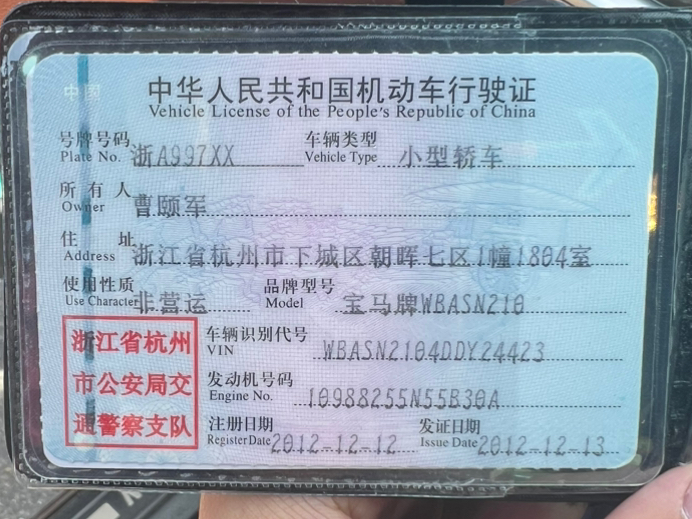 中国
中华人民共和国机动车行驶证
Vehicle License of the People's Republic of China
号牌号码 浙A997XX 车辆类型 小型轿车
Plate No. Vehicle Type
所有人 曹颐军
Owner
住址 浙江省杭州市下城区朝晖七区1幢1804室
Address
使用性质 非营运 品牌型号 宝马牌WBASN210
Use Character Model
浙江省杭州
市公安局交
通警察支队
车辆识别代号 WBASN2104DDY24423
VIN
发动机号码 10988255N55B30A
Engine No.
注册日期 2012-12-12 发证日期 2012-12-13
Register Date Issue Date